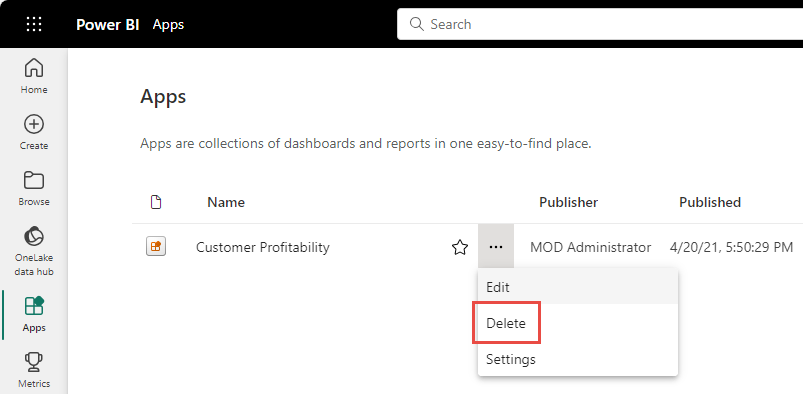 Power BI Apps Search
Home
Create
Browse
OneLake
data hub
Apps
Metrics
Apps
Apps are collections of dashboards and reports in one easy-to-find place.
Name Publisher Published
Customer Profitability ... MOD Administrator 4/20/21, 5:50:29 PM
Edit
Delete
Settings